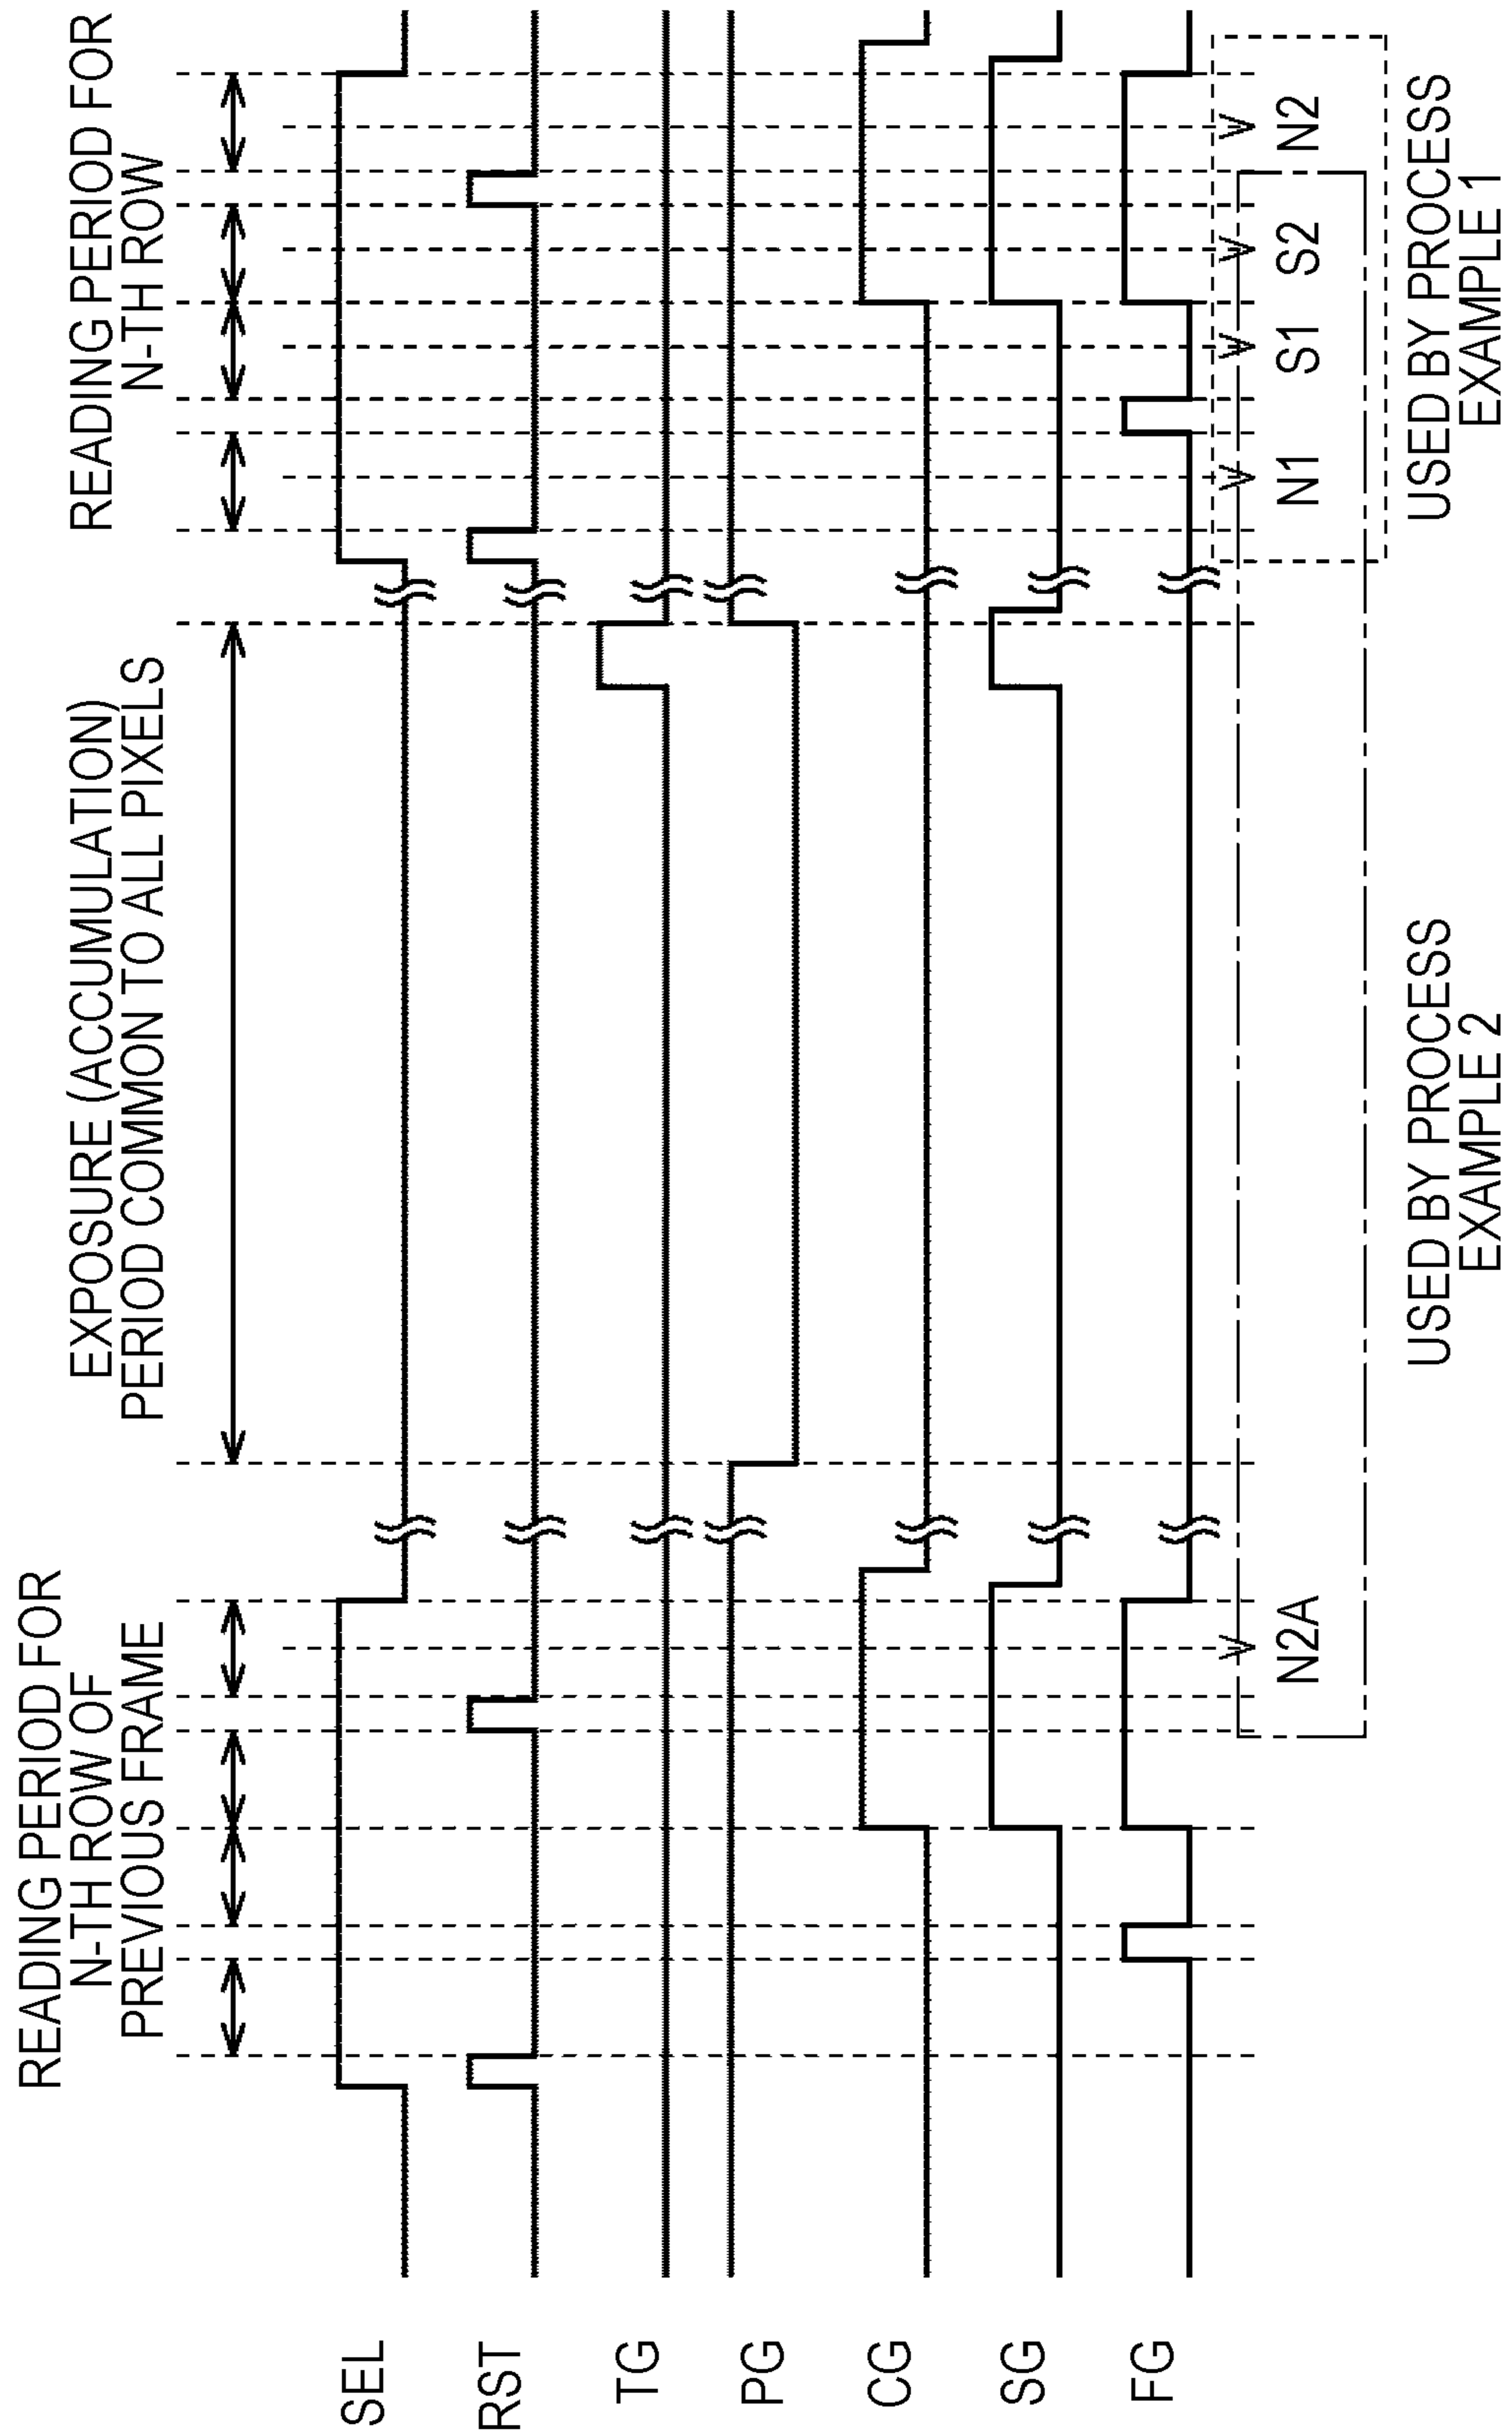 READING PERIOD FOR
N-TH ROW OF
PREVIOUS FRAME
EXPOSURE (ACCUMULATION)
PERIOD COMMON TO ALL PIXELS
READING PERIOD FOR
N-TH ROW
SEL
RST
TG
PG
CG
SG
FG
N2A
N1
S1
S2
N2
USED BY PROCESS
EXAMPLE 2
USED BY PROCESS
EXAMPLE 1